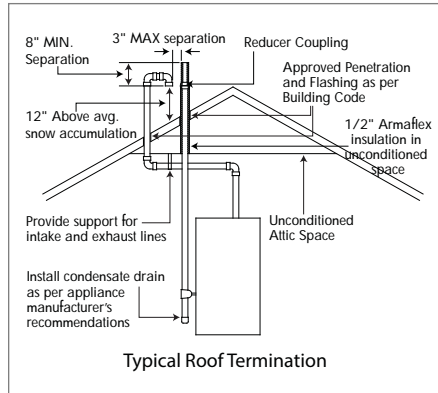 8" MIN.
Separation
3" MAX separation
Reducer Coupling
Approved Penetration
and Flashing as per
Building Code
12" Above avg.
snow accumulation
1/2" Armaflex
insulation in
unconditioned
space
Provide support for
intake and exhaust lines
Unconditioned
Attic Space
Install condensate drain
as per appliance
manufacturer's
recommendations
Typical Roof Termination